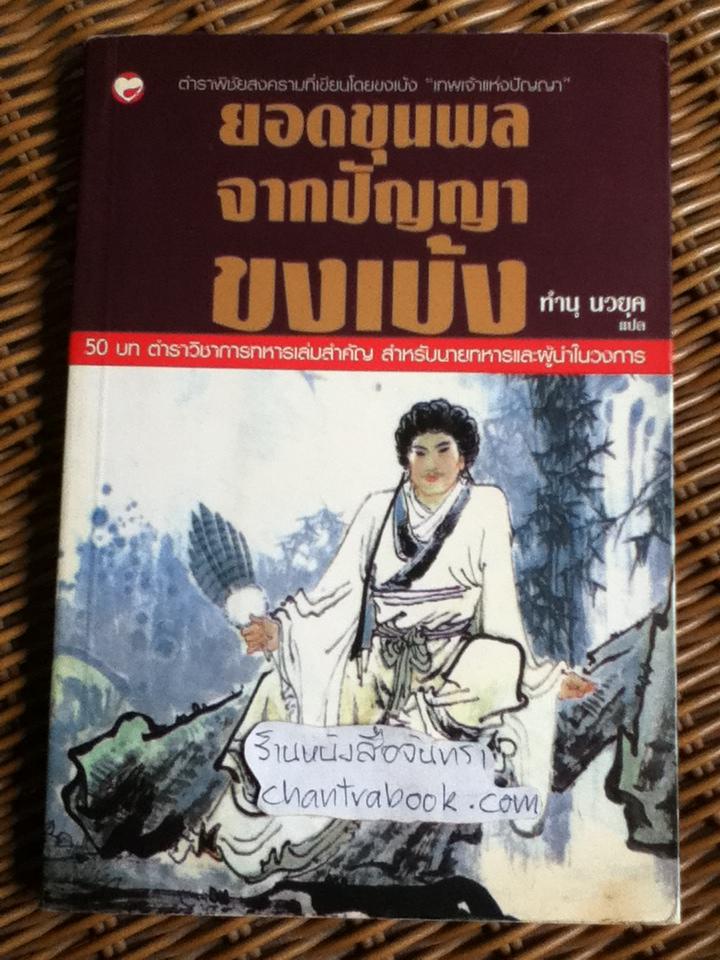 ตำราพิชัยสงครามที่เขียนโดยขงเบ้ง "เทพเจ้าแห่งปัญญา"
ยอดขุนพล
จากปัญญา
ขงเบ้ง
ทำนุ นวยุค
แปล
50 บท ตำราวิชาการทหารเล่มสำคัญ สำหรับนายทหารและผู้นำในวงการ
ร้านหนังสือจันทรา
chantrabook.com